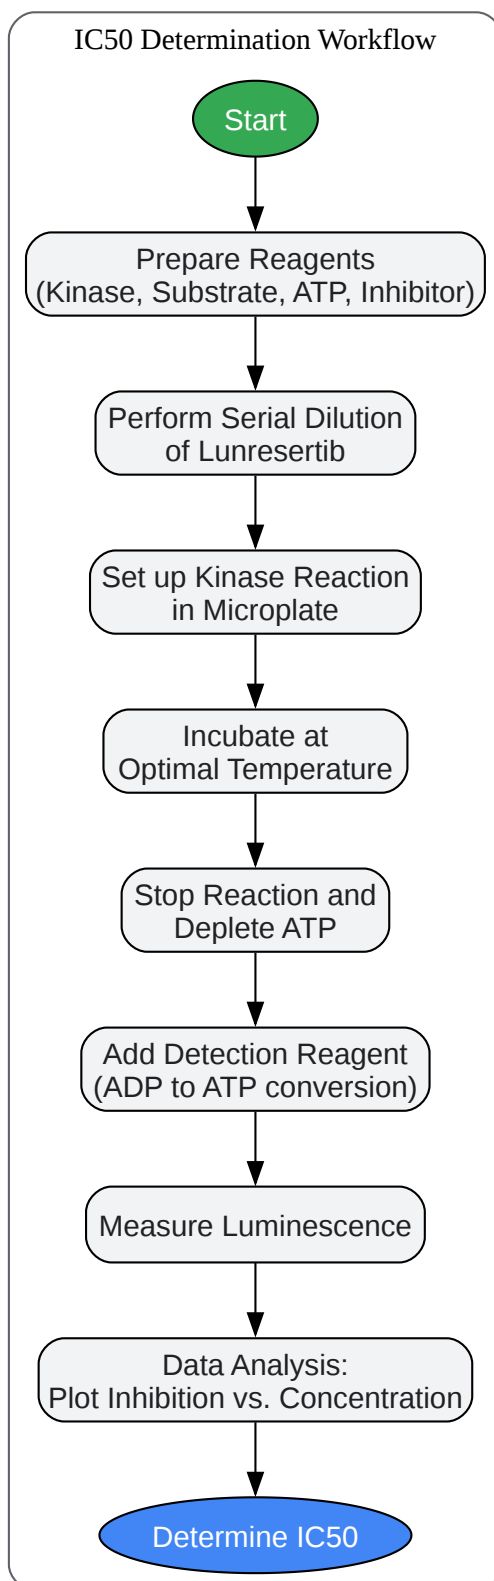 IC50 Determination Workflow
Start
Prepare Reagents
(Kinase, Substrate, ATP, Inhibitor)
Perform Serial Dilution
of Lunresertib
Set up Kinase Reaction
in Microplate
Incubate at
Optimal Temperature
Stop Reaction and
Deplete ATP
Add Detection Reagent
(ADP to ATP conversion)
Measure Luminescence
Data Analysis:
Plot Inhibition vs. Concentration
Determine IC50